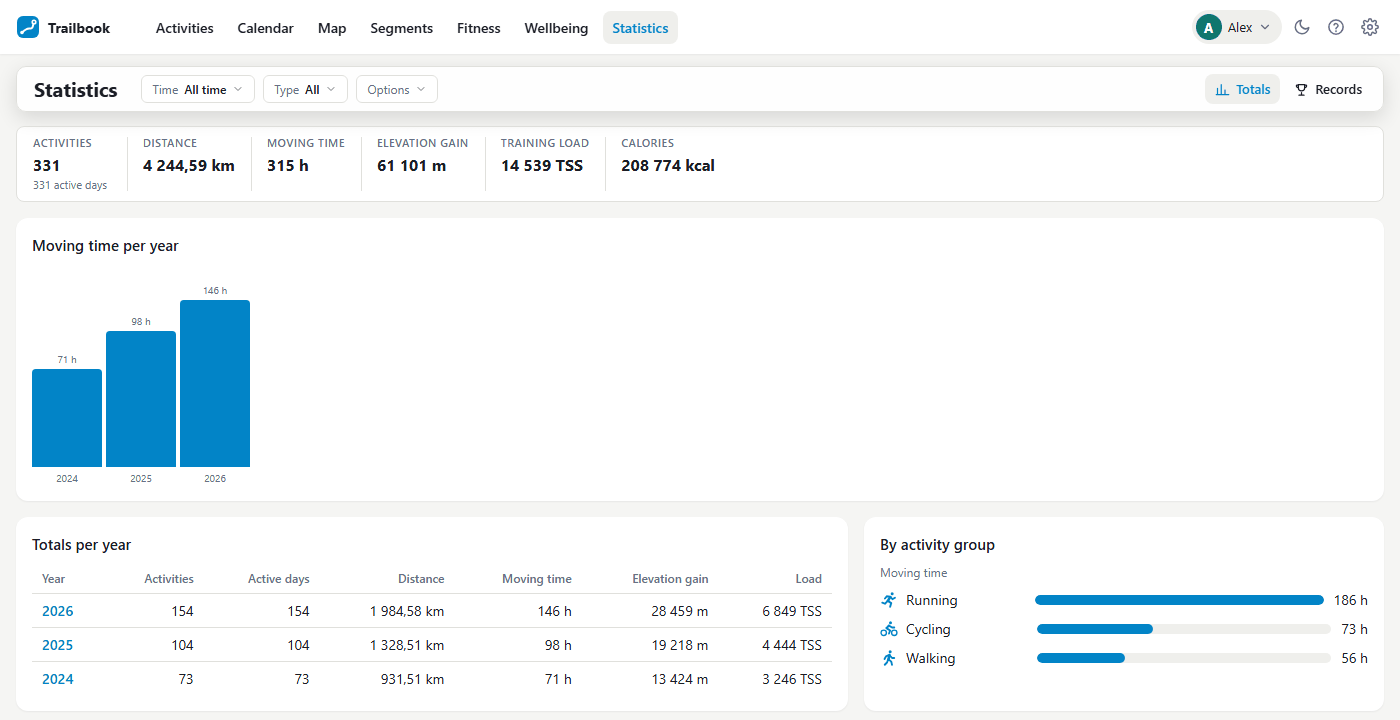 Trailbook Activities Calendar Map Segments Fitness Wellbeing Statistics A Alex
Statistics Time All time Type All Options Totals Records
ACTIVITIES DISTANCE MOVING TIME ELEVATION GAIN TRAINING LOAD CALORIES
331 4 244,59 km 315 h 61 101 m 14 539 TSS 208 774 kcal
331 active days
Moving time per year
146 h
98 h
71 h
2024 2025 2026
Totals per year
Year Activities Active days Distance Moving time Elevation gain Load
2026 154 154 1 984,58 km 146 h 28 459 m 6 849 TSS
2025 104 104 1 328,51 km 98 h 19 218 m 4 444 TSS
2024 73 73 931,51 km 71 h 13 424 m 3 246 TSS
By activity group
Moving time
Running 186 h
Cycling 73 h
Walking 56 h